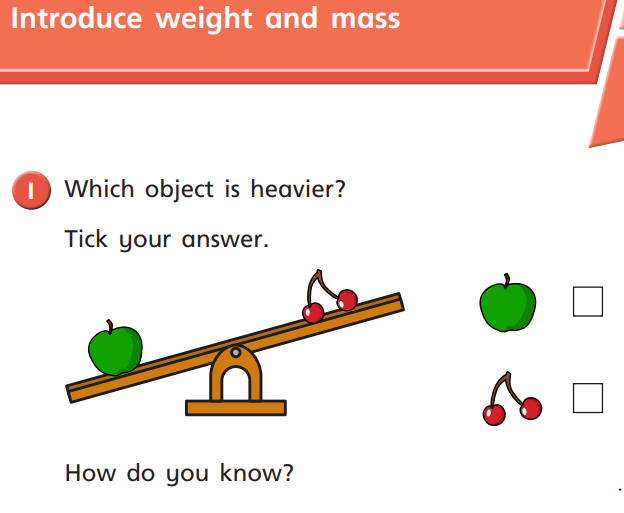 Introduce weight and mass
1 Which object is heavier?
Tick your answer.
How do you know?